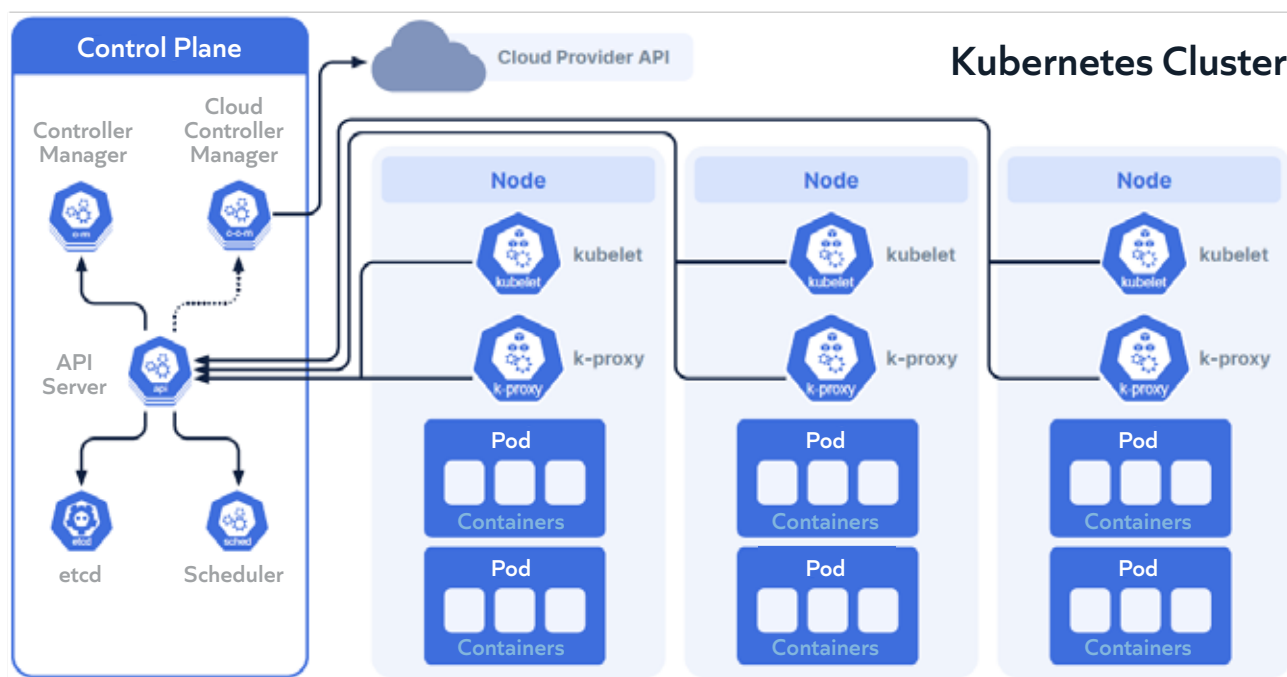 Control Plane
Cloud Provider API
Kubernetes Cluster
Controller
Manager
Cloud
Controller
Manager
c-m
c-c-m
API
Server
api
etcd
etcd
sched
Scheduler
Node
kubelet
kubelet
k-proxy
k-proxy
Pod
Containers
Pod
Containers
Node
kubelet
kubelet
k-proxy
k-proxy
Pod
Containers
Pod
Containers
Node
kubelet
kubelet
k-proxy
k-proxy
Pod
Containers
Pod
Containers